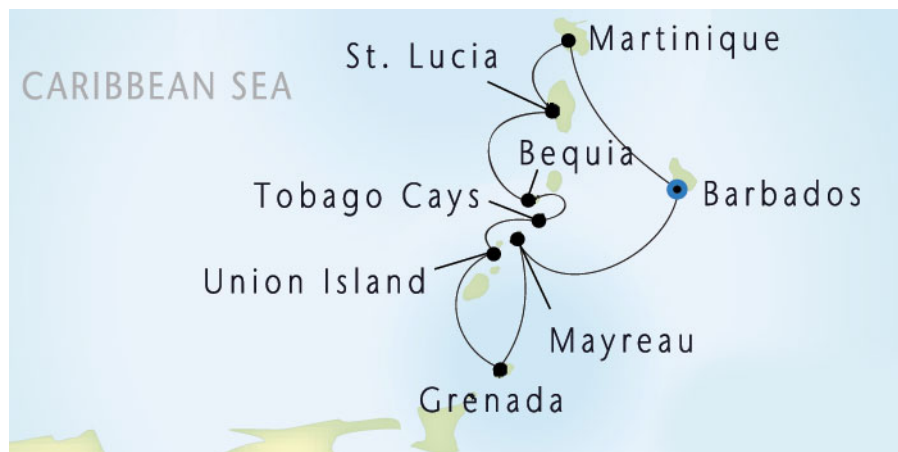 Martinique
St. Lucia
CARIBBEAN SEA
Bequia
Tobago Cays
Barbados
Union Island
Mayreau
Grenada